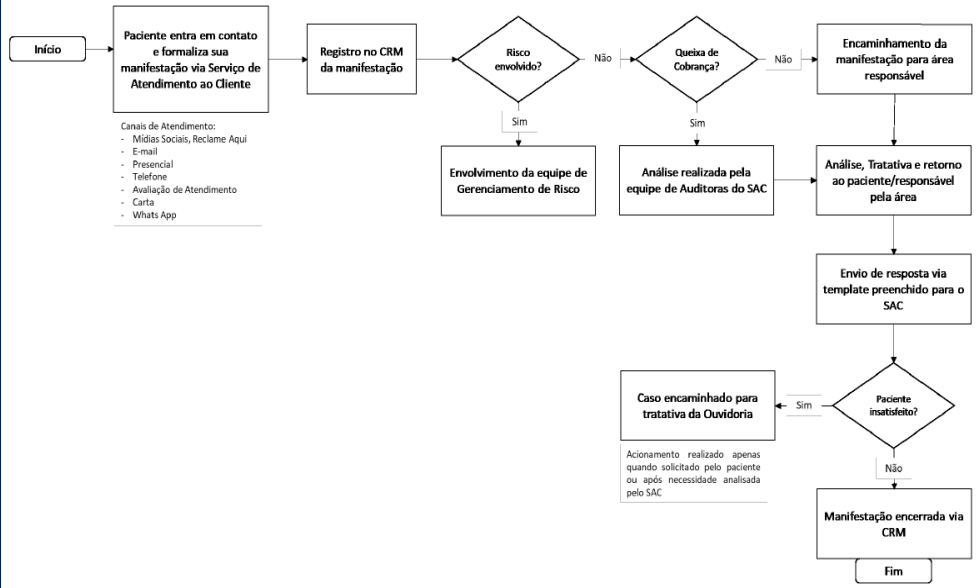 Início
Paciente entra em contato
e formaliza sua
manifestação via Serviço de
Atendimento ao Cliente
Canais de Atendimento:
- Mídias Sociais, Reclame Aqui
- E-mail
- Presencial
- Telefone
- Avaliação de Atendimento
- Carta
- Whats App
Registro no CRM
da manifestação
Risco
envolvido?
Não
Sim
Envolvimento da equipe de
Gerenciamento de Risco
Queixa de
Cobrança?
Não
Sim
Análise realizada pela
equipe de Auditoras do SAC
Encaminhamento da
manifestação para área
responsável
Análise, Tratativa e retorno
ao paciente/responsável
pela área
Envio de resposta via
template preenchido para o
SAC
Paciente
insatisfeito?
Sim
Caso encaminhado para
tratativa da Ouvidoria
Acionamento realizado apenas
quando solicitado pelo paciente
ou após necessidade analisada
pelo SAC
Não
Manifestação encerrada via
CRM
Fim